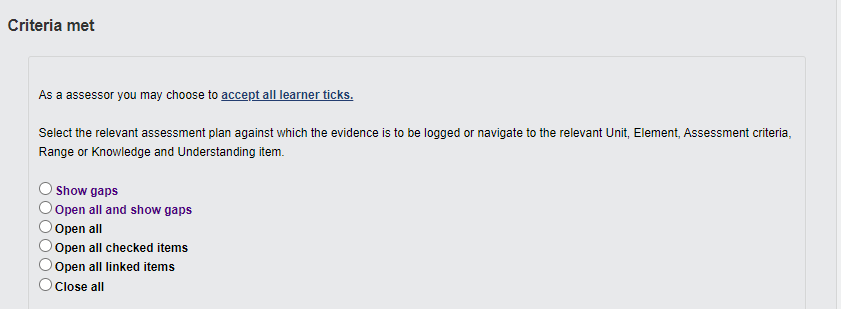 Criteria met
As a assessor you may choose to accept all learner ticks.
Select the relevant assessment plan against which the evidence is to be logged or navigate to the relevant Unit, Element, Assessment criteria,
Range or Knowledge and Understanding item.
Show gaps
Open all and show gaps
Open all
Open all checked items
Open all linked items
Close all